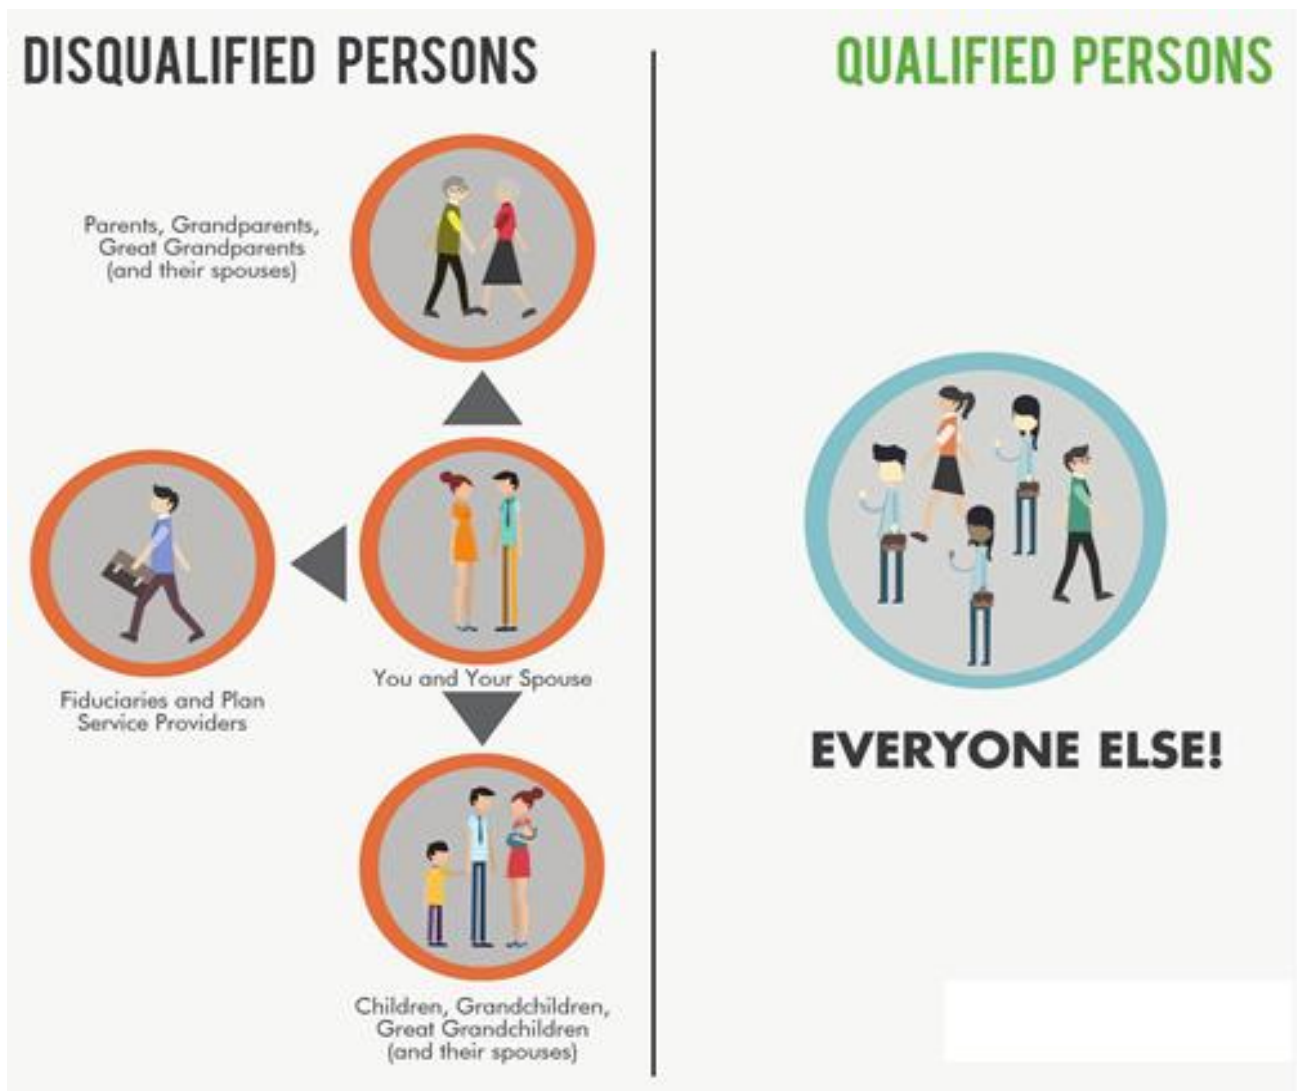 DISQUALIFIED PERSONS
QUALIFIED PERSONS
Parents, Grandparents,
Great Grandparents
(and their spouses)
Fiduciaries and Plan
Service Providers
You and Your Spouse
Children, Grandchildren,
Great Grandchildren
(and their spouses)
EVERYONE ELSE!